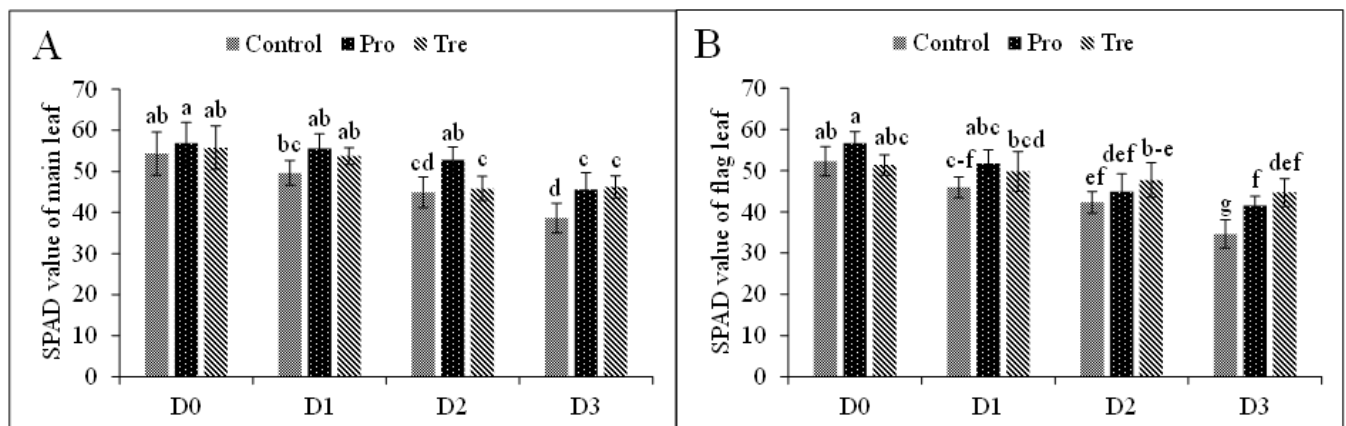 A
Control Pro Tre
SPAD value of main leaf
70
60
50
40
30
20
10
0
ab a ab
bc ab ab
cd ab c
d c c
D0 D1 D2 D3
B
Control Pro Tre
SPAD value of flag leaf
70
60
50
40
30
20
10
0
ab a abc
c-f abc bcd
ef def b-e
g f def
D0 D1 D2 D3